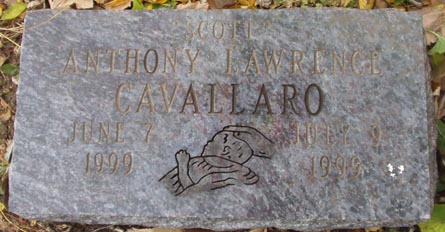 "SCOTT"
ANTHONY LAWRENCE
CAVALLARO
JUNE 7 JULY 9
1999 1999